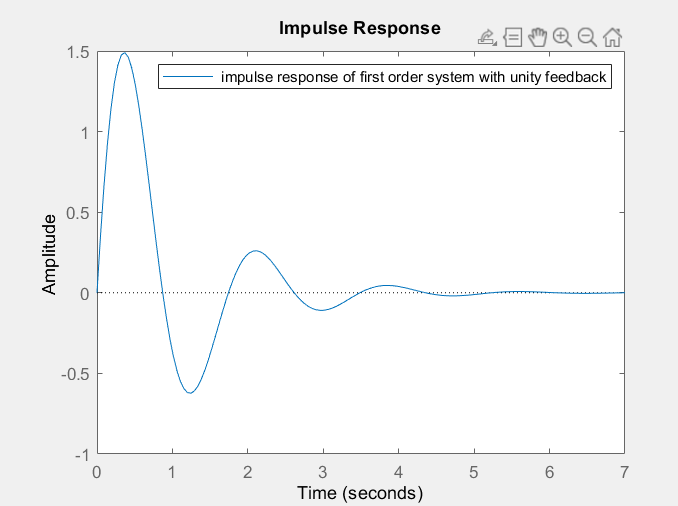 Impulse Response
impulse response of first order system with unity feedback
1.5
1
0.5
0
-0.5
-1
Amplitude
0 1 2 3 4 5 6 7
Time (seconds)